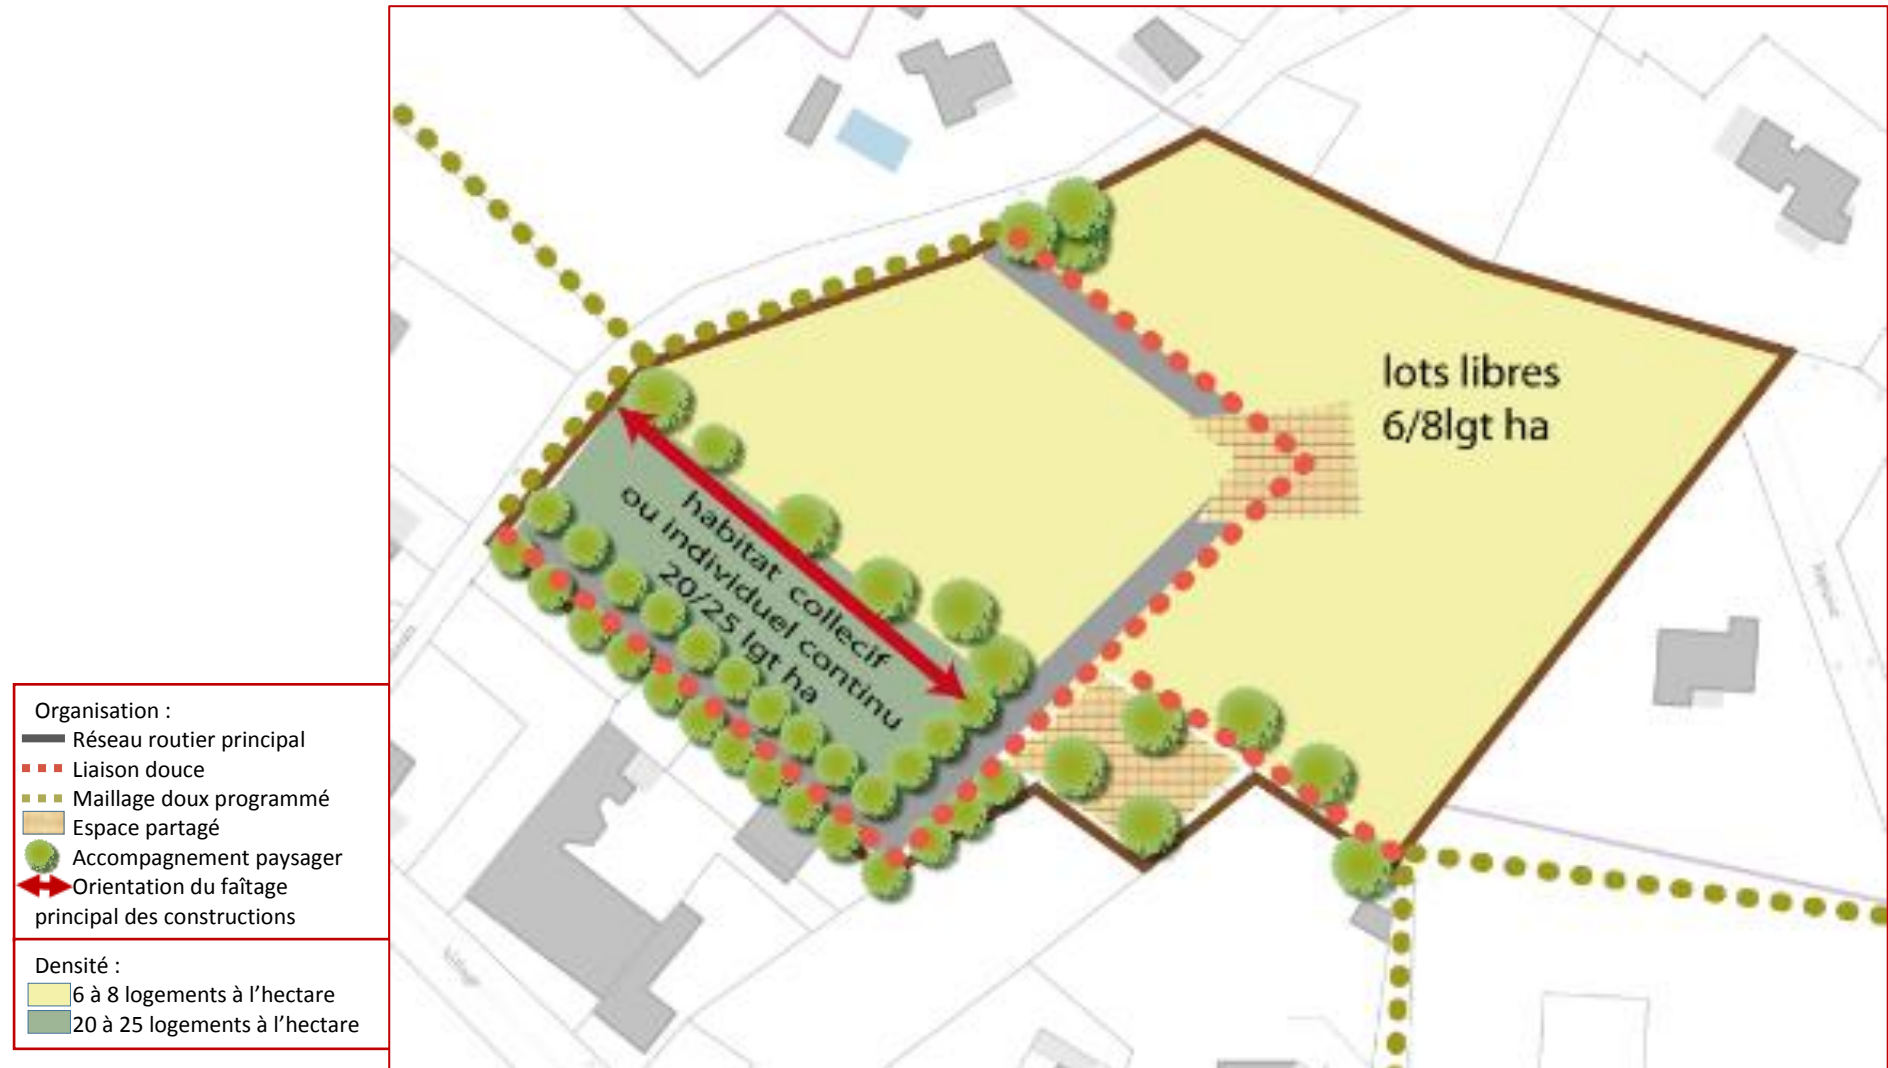 lots libres
6/8lgt ha
habitat collecif
ou individuel continu
20/25 lgt ha
Organisation :
Réseau routier principal
Liaison douce
Maillage doux programmé
Espace partagé
Accompagnement paysager
Orientation du faîtage
principal des constructions
Densité :
6 à 8 logements à l’hectare
20 à 25 logements à l’hectare